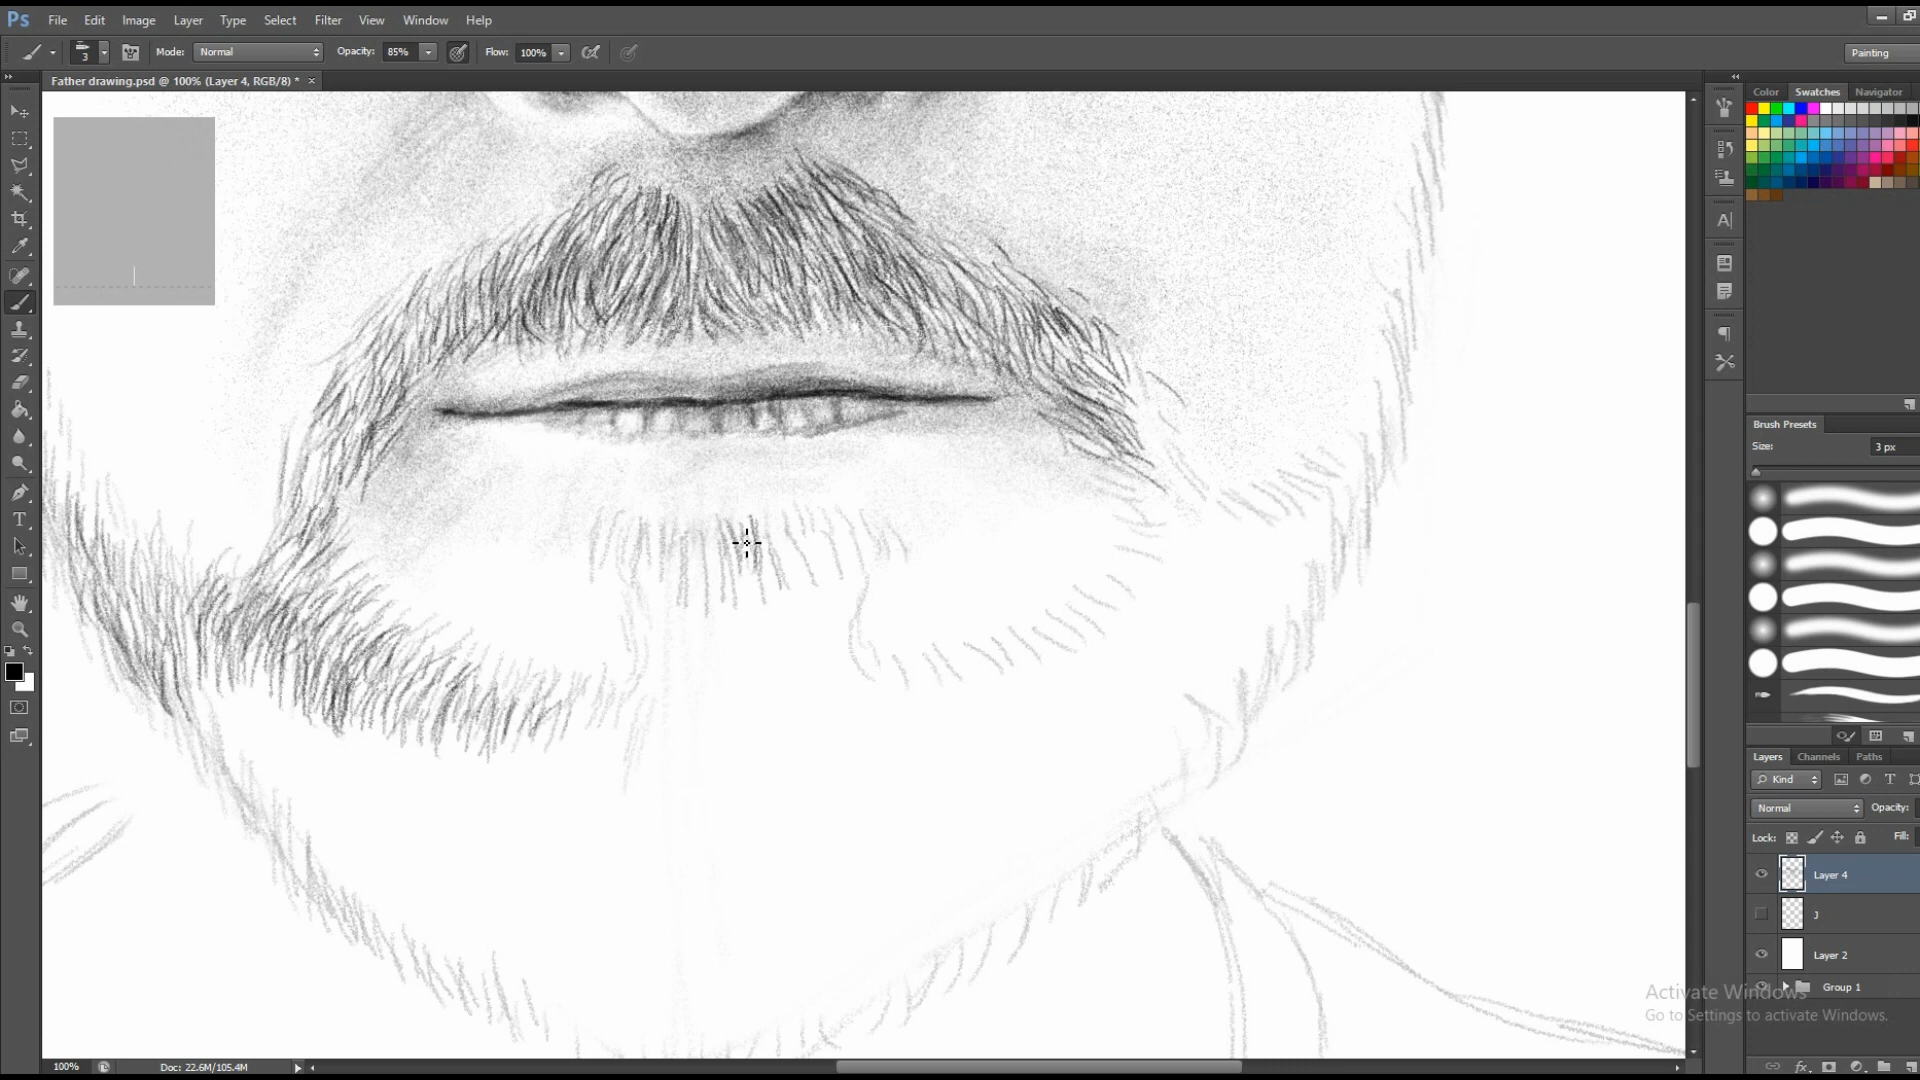 Ps File Edit Image Layer Type Select Filter View Window Help
3 Mode: Normal Opacity: 85% Flow: 100% Painting
Father drawing.psd @ 100% (Layer 4, RGB/8) * ×
Color Swatches Navigator
Brush Presets
Size: 3 px
Layers Channels Paths
Kind
Normal Opacity:
Lock: Fill:
Layer 4
J
Layer 2
Group 1
Activate Windows
Go to Settings to activate Windows.
100% Doc: 22.6M/105.4M